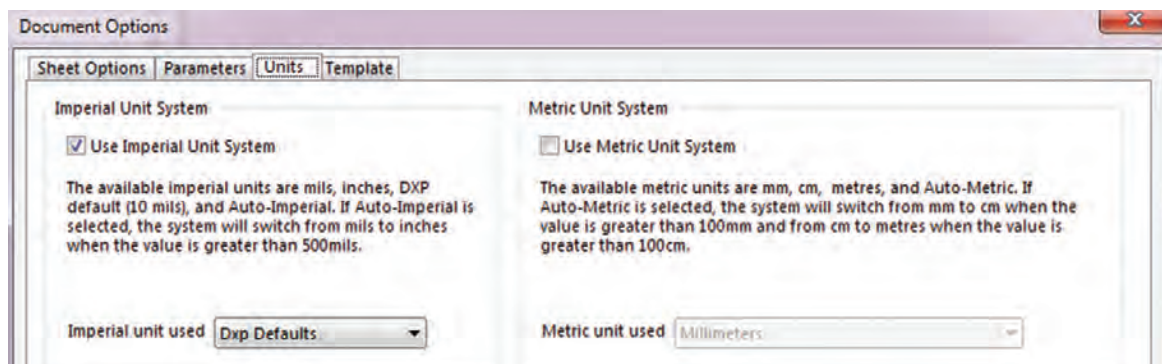 Document Options
Sheet Options Parameters Units Template
Imperial Unit System
Use Imperial Unit System
The available imperial units are mils, inches, DXP
default (10 mils), and Auto-Imperial. If Auto-Imperial is
selected, the system will switch from mils to inches
when the value is greater than 500mils.
Imperial unit used Dxp Defaults
Metric Unit System
Use Metric Unit System
The available metric units are mm, cm, metres, and Auto-Metric. If
Auto-Metric is selected, the system will switch from mm to cm when the
value is greater than 100mm and from cm to metres when the value is
greater than 100cm.
Metric unit used Millimeters